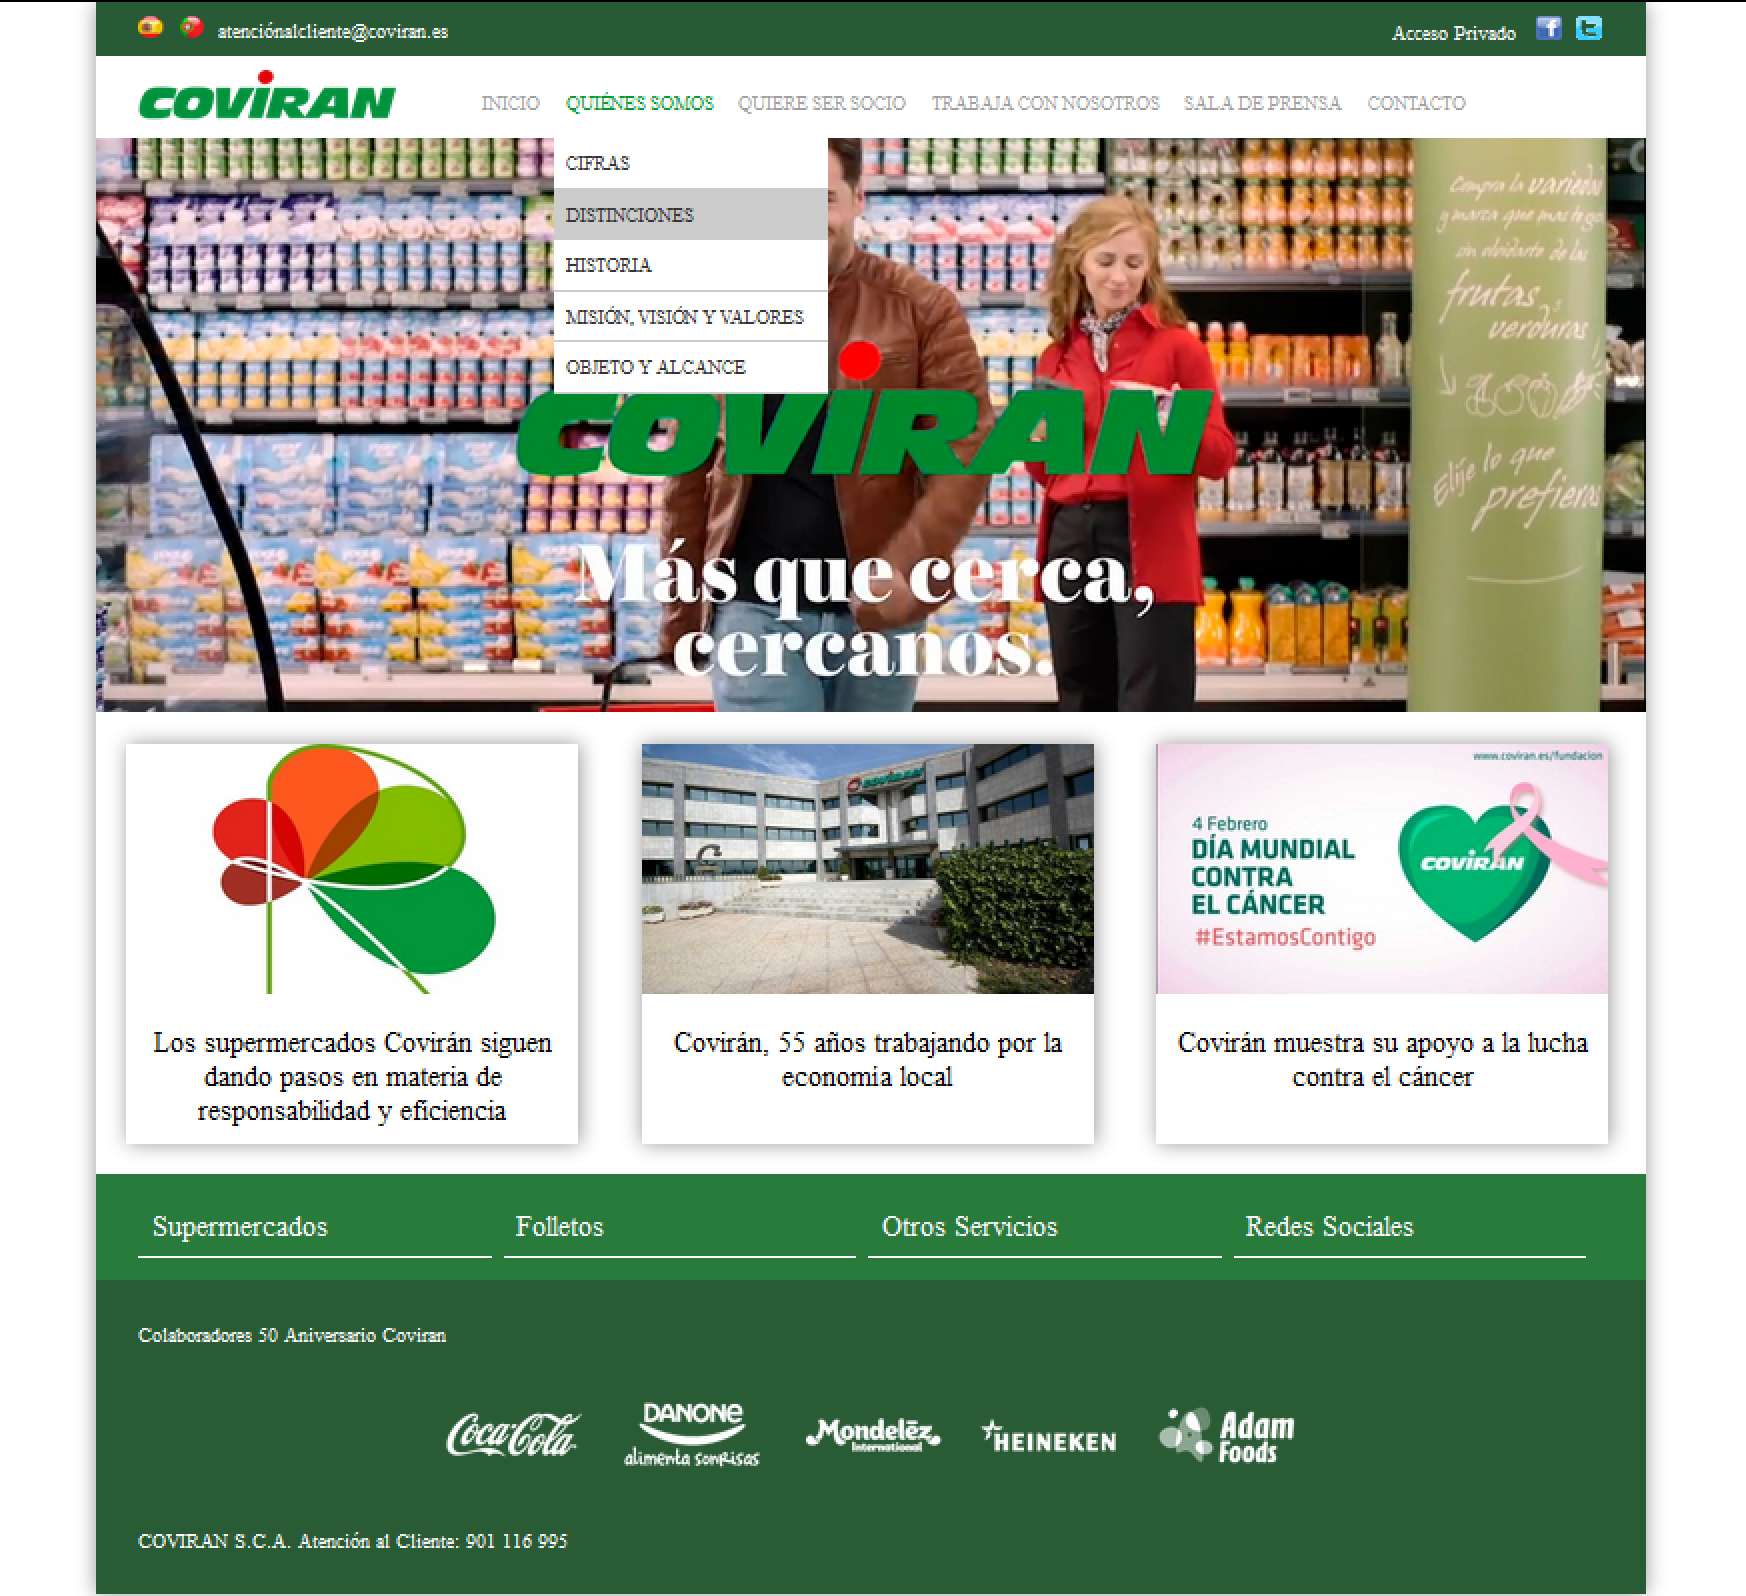 atenciónalcliente@coviran.es
Acceso Privado
COVIRAN
INICIO QUIÉNES SOMOS QUIERE SER SOCIO TRABAJA CON NOSOTROS SALA DE PRENSA CONTACTO
CIFRAS
DISTINCIONES
HISTORIA
MISIÓN, VISIÓN Y VALORES
OBJETO Y ALCANCE
Compra la variedad
y marca que mas te
sin olvidarte de las
frutas
verduras
Elije lo que
prefieras
COVIRAN
Más que cerca,
cercanos.
COVIRAN
www.coviran.es/fundacion
4 Febrero
DÍA MUNDIAL
CONTRA
EL CÁNCER
#EstamosContigo
COVIRAN
Los supermercados Covirán siguen
dando pasos en materia de
responsabilidad y eficiencia
Covirán, 55 años trabajando por la
economía local
Covirán muestra su apoyo a la lucha
contra el cáncer
Supermercados
Folletos
Otros Servicios
Redes Sociales
Colaboradores 50 Aniversario Coviran
Coca-Cola
DANONE
alimenta sonrisas
Mondelēz
International
HEINEKEN
Adam
Foods
COVIRAN S.C.A. Atención al Cliente: 901 116 995